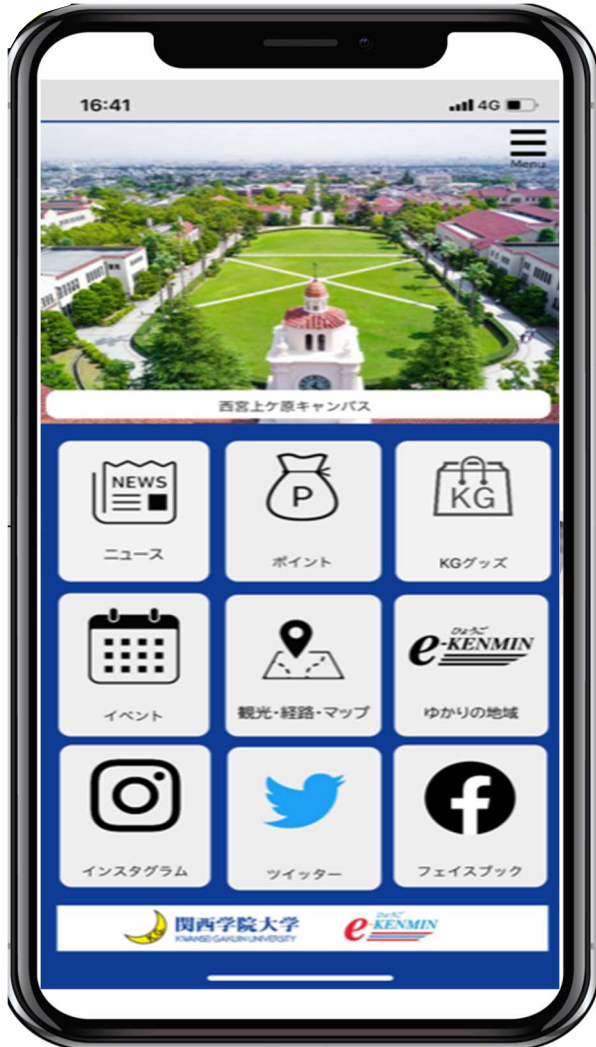 16:41
4G
Menu
西宮上ケ原キャンパス
NEWS
P
KG
ニュース
ポイント
KGグッズ
ひょうご
e-KENMIN
イベント
観光・経路・マップ
ゆかりの地域
インスタグラム
ツイッター
フェイスブック
KG
関西学院大学
KWANSEI GAKUIN UNIVERSITY
ひょうご
e-KENMIN